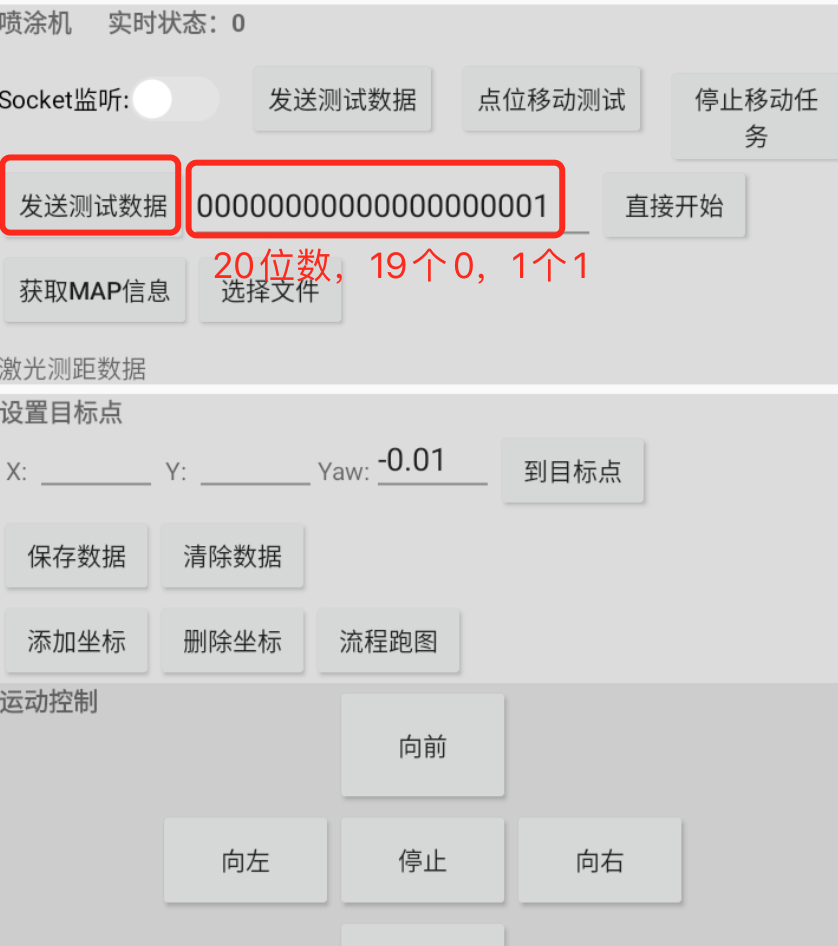 喷涂机 实时状态：0
Socket监听: 发送测试数据 点位移动测试 停止移动任
务
发送测试数据 00000000000000000001 直接开始
20位数，19个0，1个1
获取MAP信息 选择文件
激光测距数据
设置目标点
X: Y: Yaw: -0.01 到目标点
保存数据 清除数据
添加坐标 删除坐标 流程跑图
运动控制
向前
向左 停止 向右